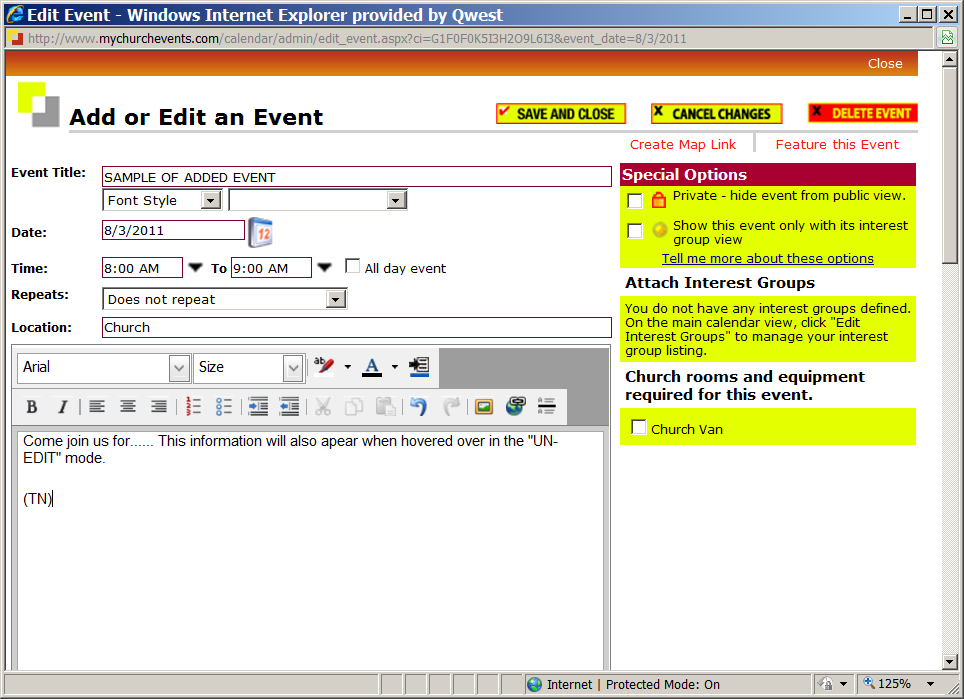 Edit Event - Windows Internet Explorer provided by Qwest
http://www.mychurchevents.com/calendar/admin/edit_event.aspx?ci=G1F0F0K5I3H2O9L6I3&event_date=8/3/2011
Close
Add or Edit an Event
SAVE AND CLOSE
CANCEL CHANGES
DELETE EVENT
Create Map Link
Feature this Event
Event Title:
SAMPLE OF ADDED EVENT
Font Style
Date:
8/3/2011
12
Time:
8:00 AM
To
9:00 AM
All day event
Repeats:
Does not repeat
Location:
Church
Special Options
Private - hide event from public view.
Show this event only with its interest
group view
Tell me more about these options
Attach Interest Groups
You do not have any interest groups defined.
On the main calendar view, click "Edit
Interest Groups" to manage your interest
group listing.
Church rooms and equipment
required for this event.
Church Van
Arial
Size
ab
A
B
I
Come join us for...... This information will also apear when hovered over in the "UN-
EDIT" mode.
(TN)
Internet | Protected Mode: On
125%